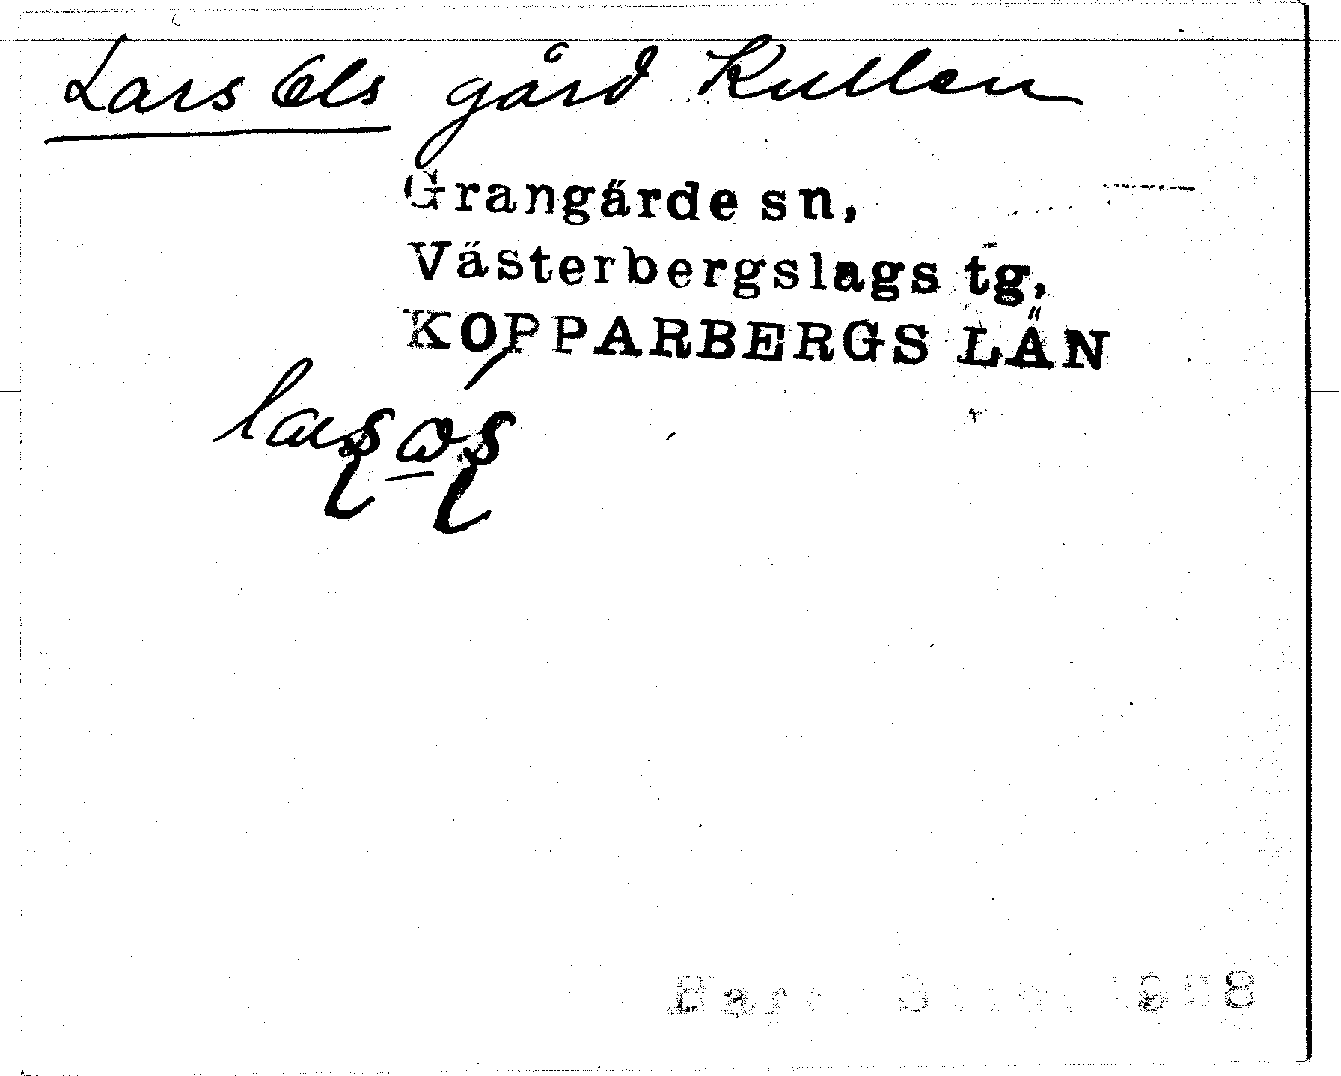 Lars Ols gård Kullen
Grangärde sn,
Västerbergslags tg,
KOPPARBERGS LÄN